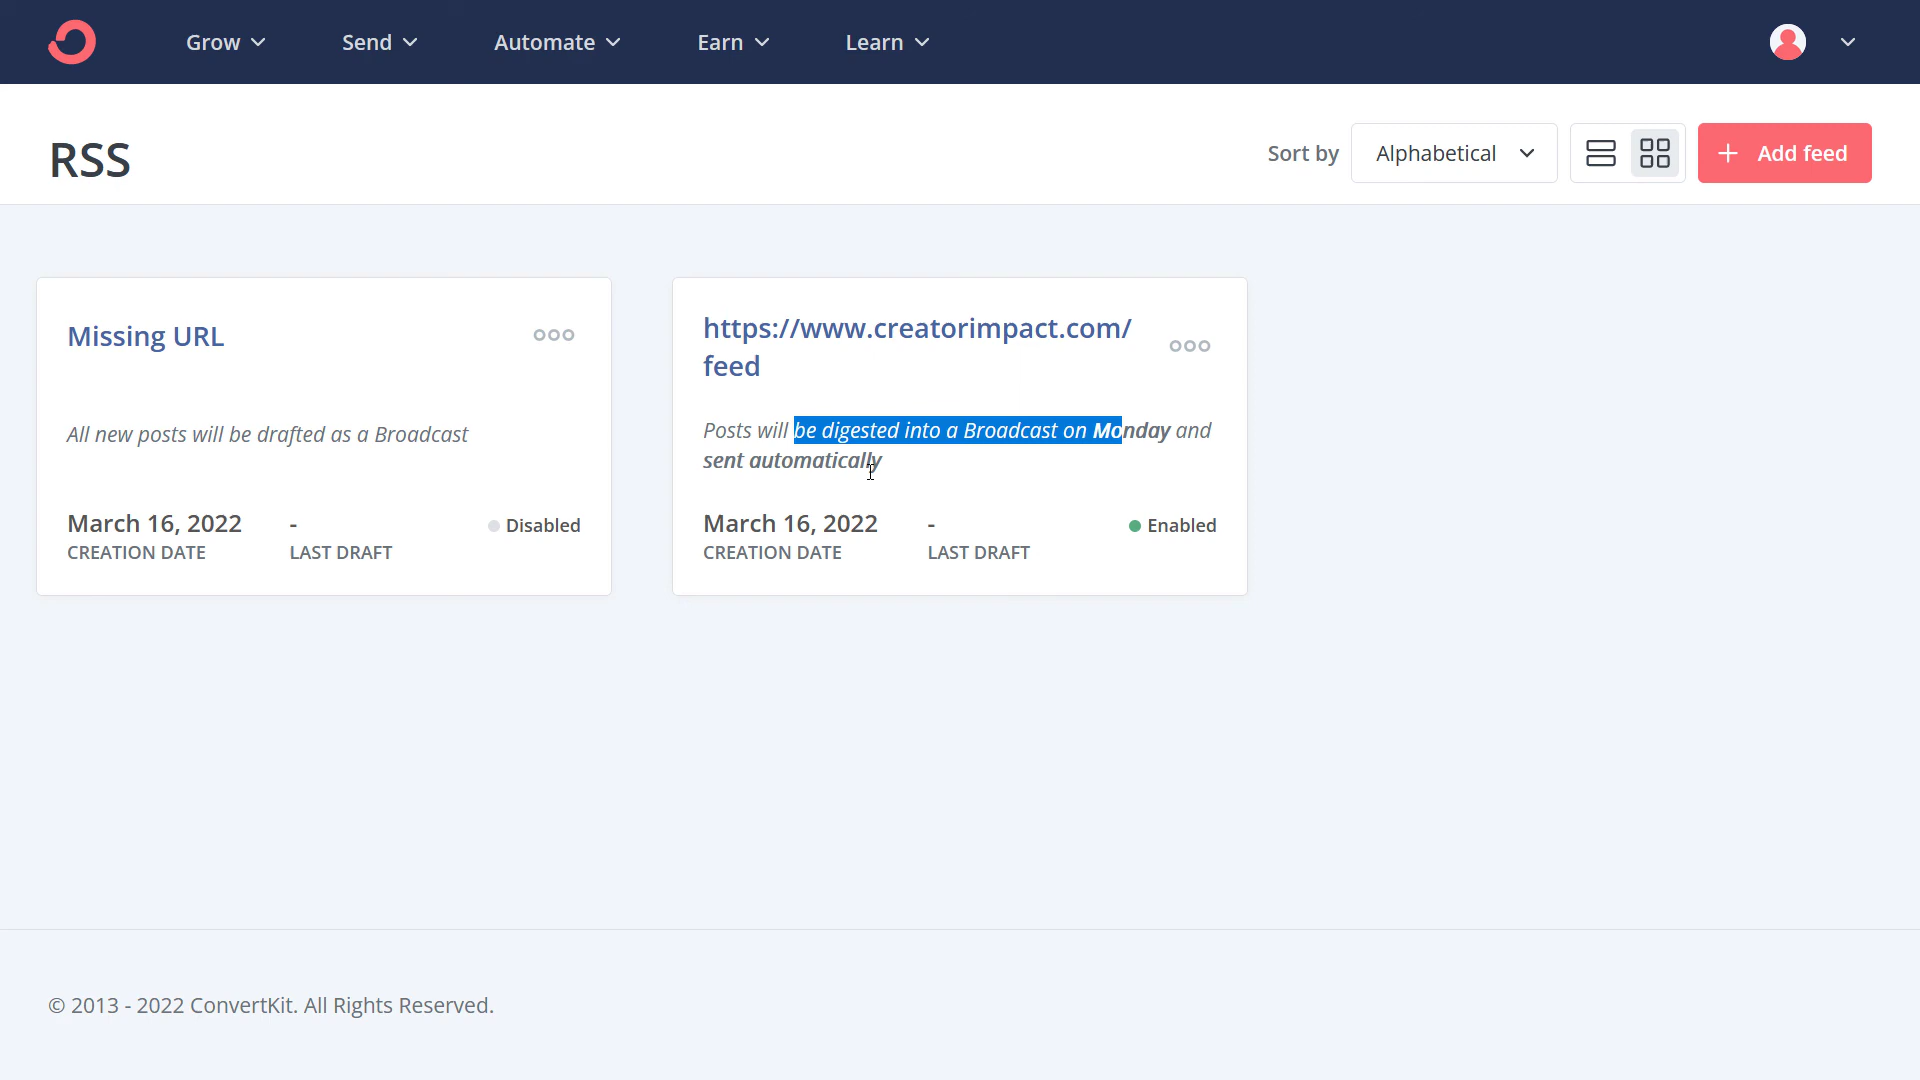 Grow
Send
Automate
Earn
Learn
RSS
Sort by
Alphabetical
Add feed
Missing URL
All new posts will be drafted as a Broadcast
March 16, 2022
-
Disabled
CREATION DATE
LAST DRAFT
https://www.creatorimpact.com/
feed
Posts will be digested into a Broadcast on Monday and
sent automatically
March 16, 2022
-
Enabled
CREATION DATE
LAST DRAFT
© 2013 - 2022 ConvertKit. All Rights Reserved.